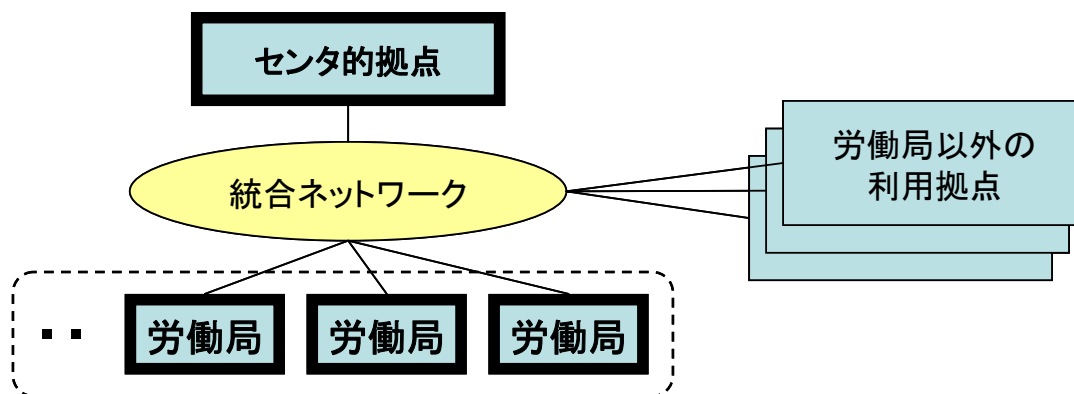 センタ的拠点
労働局以外の
利用拠点
統合ネットワーク
・・
労働局
労働局
労働局